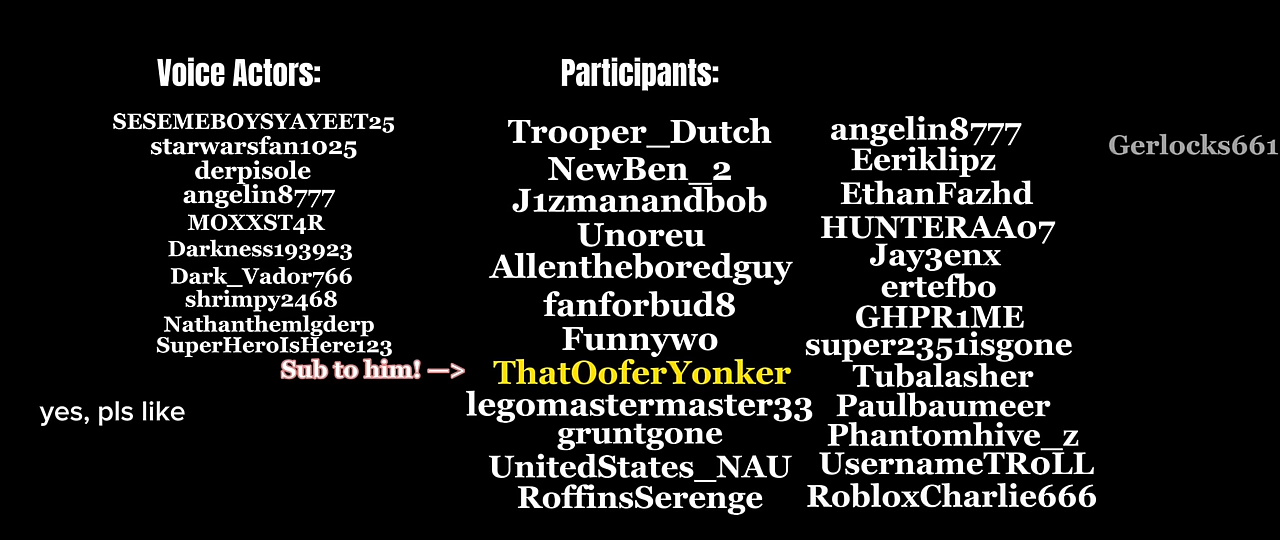 Voice Actors:
SESEMEBOYSYAYEET25
starwarsfan1025
derpisole
angelin8777
MOXXST4R
Darkness193923
Dark_Vador766
shrimpy2468
Nathanthemlgderp
SuperHeroIsHere123
Sub to him! —>
yes, pls like
Participants:
Trooper_Dutch
NewBen_2
J1zmanandbob
Unoreu
Allentheboredguy
fanforbud8
Funnywo
ThatOoferYonker
legomastermaster33
gruntgone
UnitedStates_NAU
RoffinsSerenge
angelin8777
Eeriklipz
EthanFazhd
HUNTERAA07
Jay3enx
ertefbo
GHPR1ME
super2351isgone
Tubalasher
Paulbaumeer
Phantomhive_z
UsernameTRoLL
RobloxCharlie666
Gerlocks661